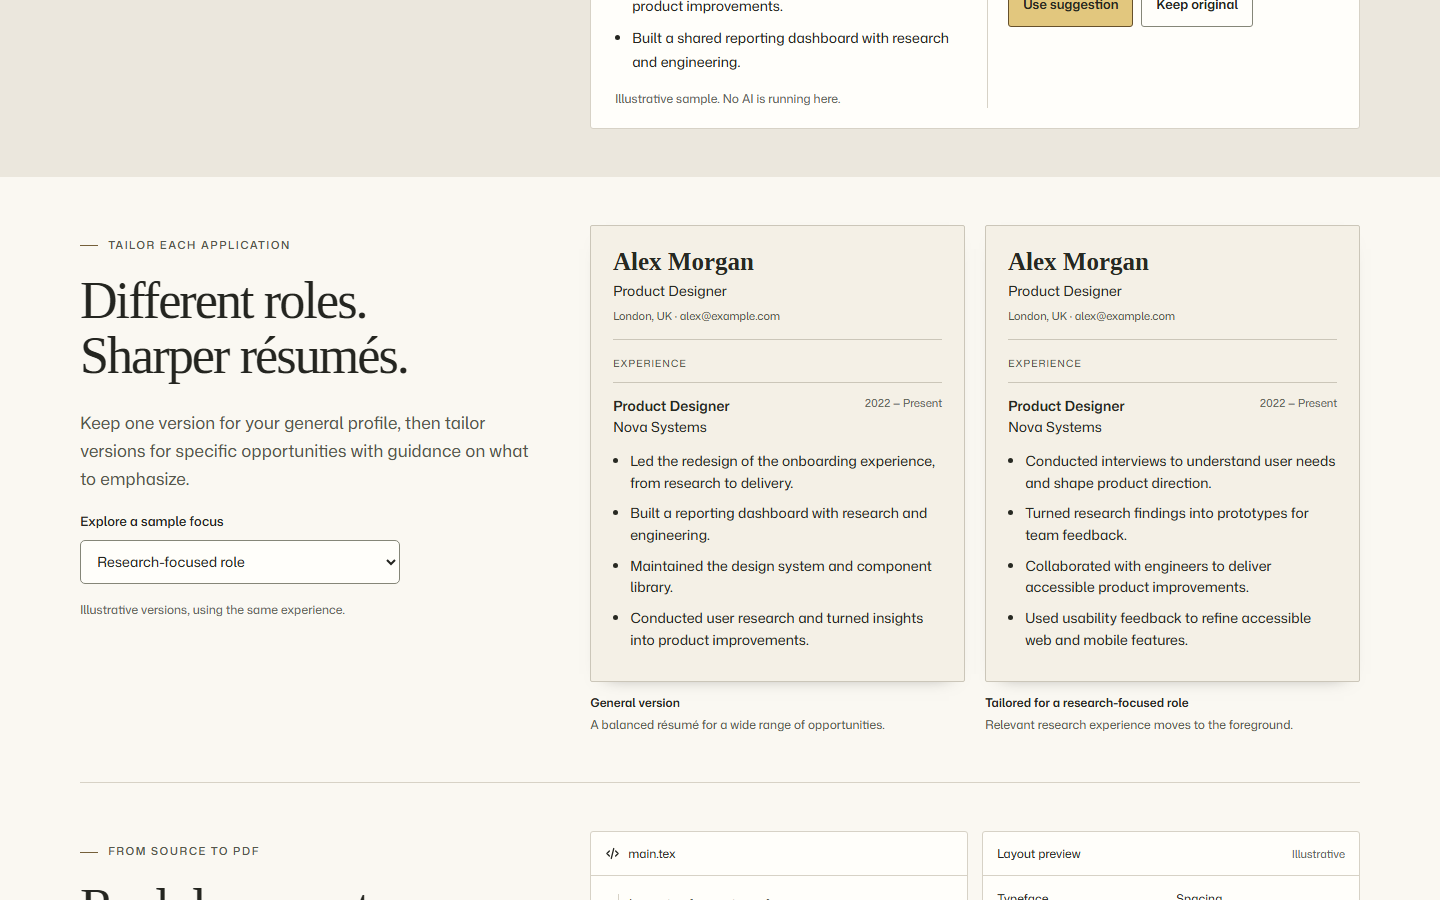 product improvements.
• Built a shared reporting dashboard with research
and engineering.
Illustrative sample. No AI is running here.
Use suggestion
Keep original
TAILOR EACH APPLICATION
Different roles.
Sharper résumés.
Keep one version for your general profile, then tailor
versions for specific opportunities with guidance on what
to emphasize.
Explore a sample focus
Research-focused role
Illustrative versions, using the same experience.
Alex Morgan
Product Designer
London, UK · alex@example.com
EXPERIENCE
Product Designer
2022 – Present
Nova Systems
• Led the redesign of the onboarding experience,
from research to delivery.
• Built a reporting dashboard with research and
engineering.
• Maintained the design system and component
library.
• Conducted user research and turned insights
into product improvements.
General version
A balanced résumé for a wide range of opportunities.
Alex Morgan
Product Designer
London, UK · alex@example.com
EXPERIENCE
Product Designer
2022 – Present
Nova Systems
• Conducted interviews to understand user needs
and shape product direction.
• Turned research findings into prototypes for
team feedback.
• Collaborated with engineers to deliver
accessible product improvements.
• Used usability feedback to refine accessible
web and mobile features.
Tailored for a research-focused role
Relevant research experience moves to the foreground.
FROM SOURCE TO PDF
main.tex
Layout preview
Illustrative
Typeface
Spacing